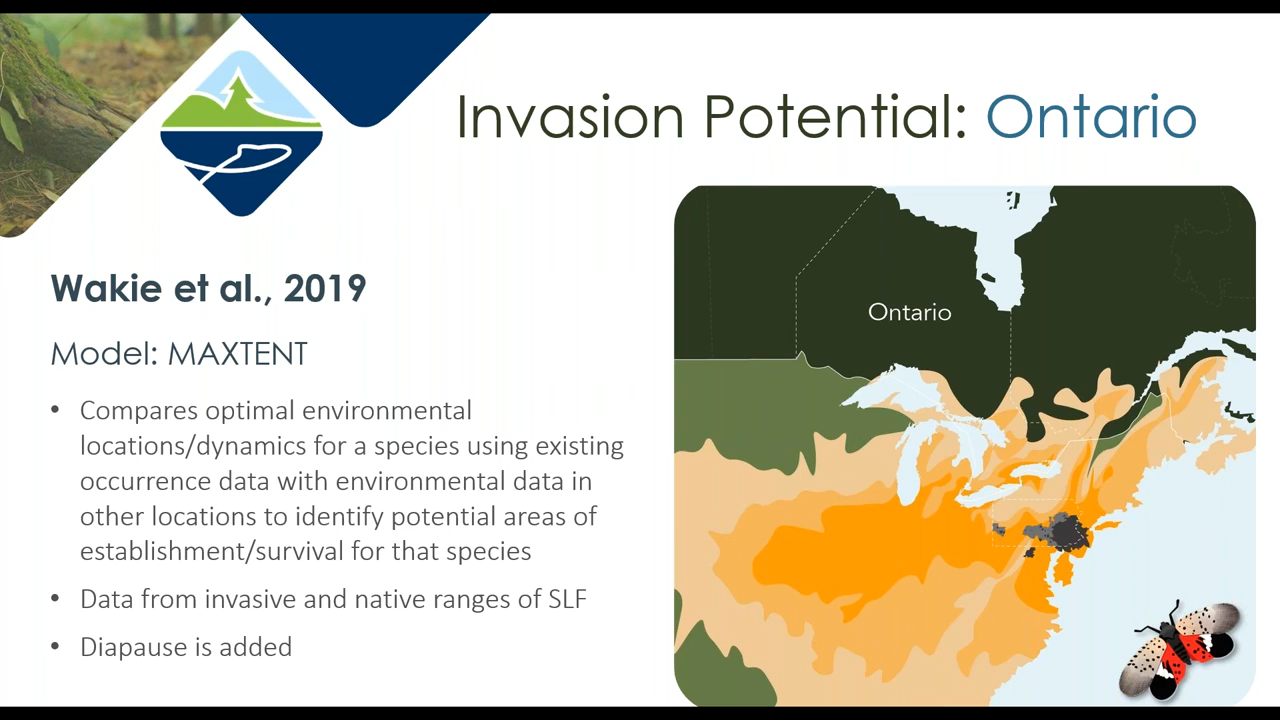 Invasion Potential: Ontario
Wakie et al., 2019
Model: MAXTENT
• Compares optimal environmental
locations/dynamics for a species using existing
occurrence data with environmental data in
other locations to identify potential areas of
establishment/survival for that species
• Data from invasive and native ranges of SLF
• Diapause is added
Ontario